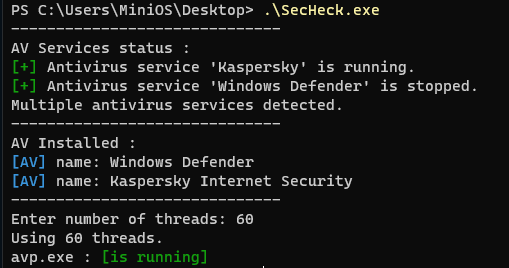 PS C:\Users\MiniOS\Desktop> .\SecHeck.exe
------------------------------
AV Services status :
[+] Antivirus service 'Kaspersky' is running.
[+] Antivirus service 'Windows Defender' is stopped.
Multiple antivirus services detected.
------------------------------
AV Installed :
[AV] name: Windows Defender
[AV] name: Kaspersky Internet Security
------------------------------
Enter number of threads: 60
Using 60 threads.
avp.exe : [is running]